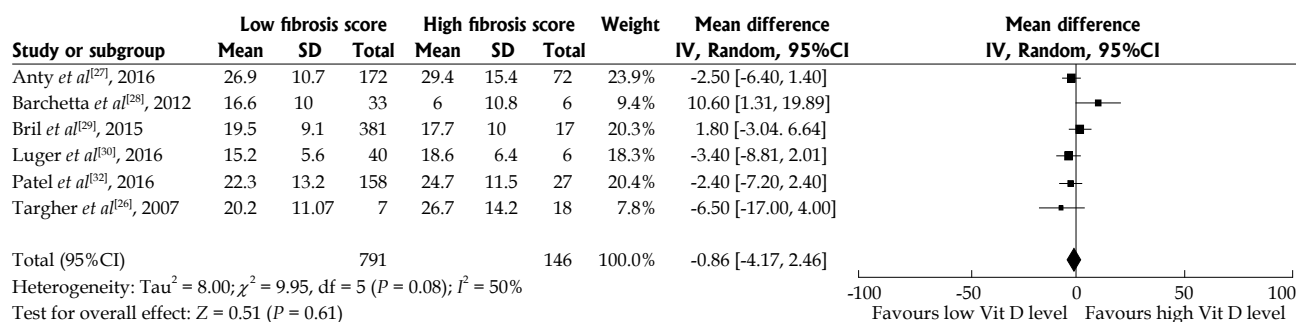 Low fibrosis score High fibrosis score Weight Mean difference Mean difference
Study or subgroup Mean SD Total Mean SD Total IV, Random, 95%CI IV, Random, 95%CI
Anty et al[27], 2016 26.9 10.7 172 29.4 15.4 72 23.9% -2.50 [-6.40, 1.40]
Barchetta et al[28], 2012 16.6 10 33 6 10.8 6 9.4% 10.60 [1.31, 19.89]
Bril et al[29], 2015 19.5 9.1 381 17.7 10 17 20.3% 1.80 [-3.04. 6.64]
Luger et al[30], 2016 15.2 5.6 40 18.6 6.4 6 18.3% -3.40 [-8.81, 2.01]
Patel et al[32], 2016 22.3 13.2 158 24.7 11.5 27 20.4% -2.40 [-7.20, 2.40]
Targher et al[26], 2007 20.2 11.07 7 26.7 14.2 18 7.8% -6.50 [-17.00, 4.00]
Total (95%CI) 791 146 100.0% -0.86 [-4.17, 2.46]
Heterogeneity: Tau2 = 8.00; χ2 = 9.95, df = 5 (P = 0.08); I2 = 50%
Test for overall effect: Z = 0.51 (P = 0.61)
-100 -50 0 50 100
Favours low Vit D level Favours high Vit D level